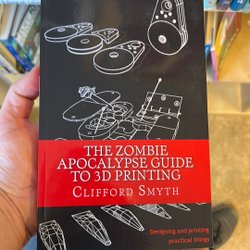 THE ZOMBIE
APOCALYPSE GUIDE
TO 3D PRINTING
CLIFFORD SMYTH
Designing and printing
practical things